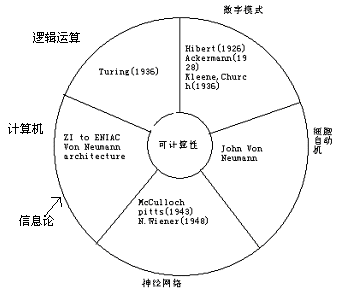 数字模式
逻辑运算
Hibert(1926)
Ackermann(19
28)
Kleene,Churc
h(1936)
Turing(1936)
计算机
ZI to ENIAC
Von Neumann
architecture
可计算性
John Von
Neumann
细胞
自动
机
信息论
McCulloch
pitts(1943)
N.Wiener(1948)
神经网络